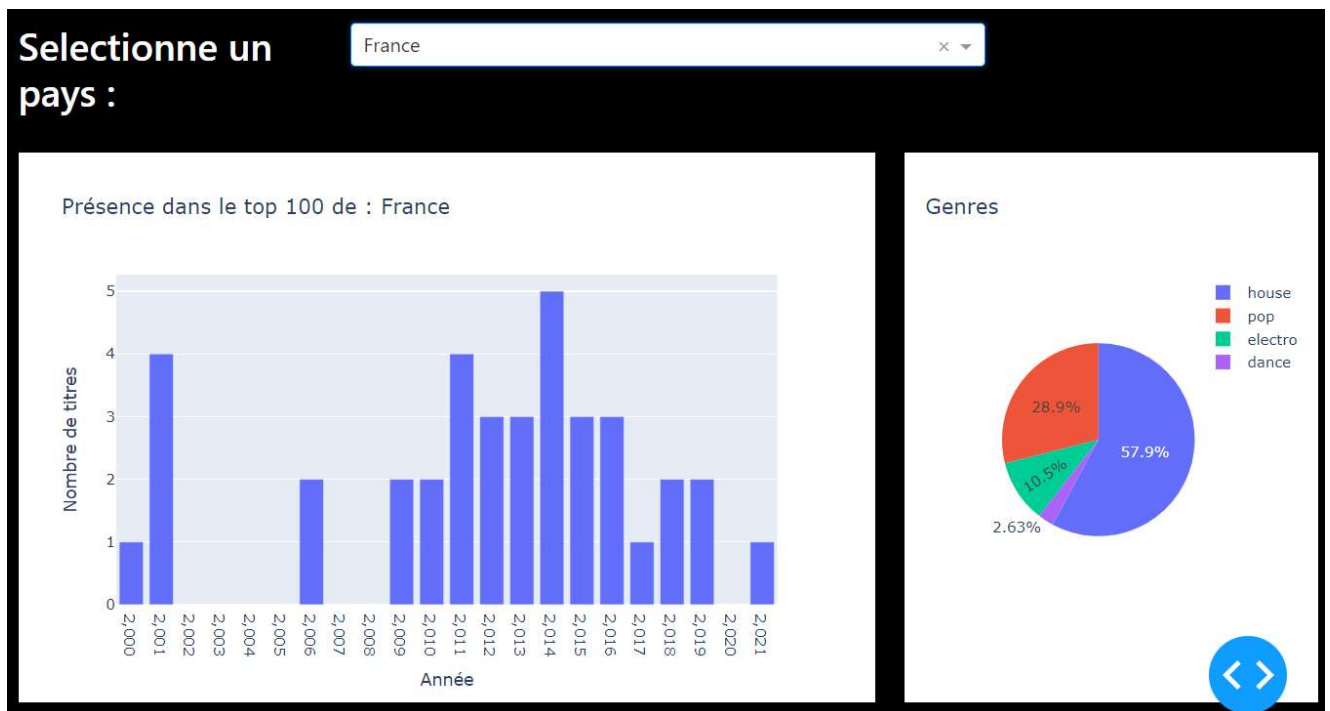 Selectionne un
pays :
France
Présence dans le top 100 de : France
5
4
3
2
1
0
Nombre de titres
2,000
2,001
2,002
2,003
2,004
2,005
2,006
2,007
2,008
2,009
2,010
2,011
2,012
2,013
2,014
2,015
2,016
2,017
2,018
2,019
2,020
2,021
Année
Genres
house
pop
electro
dance
28.9%
57.9%
10.5%
2.63%